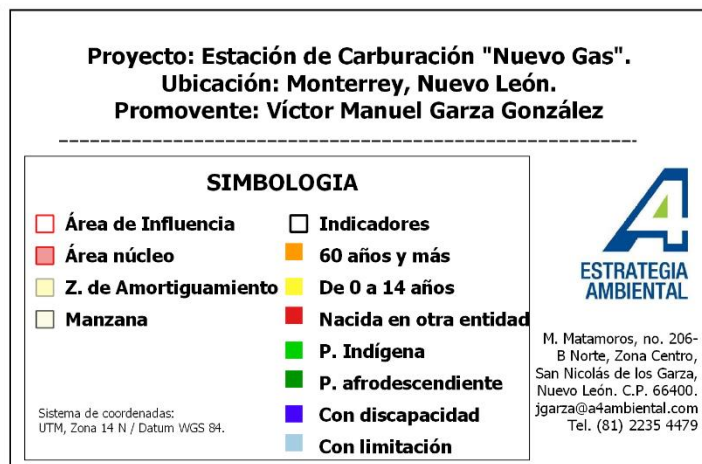 Proyecto: Estación de Carburación "Nuevo Gas".
Ubicación: Monterrey, Nuevo León.
Promovente: Víctor Manuel Garza González
SIMBOLOGIA
Área de Influencia
Área núcleo
Z. de Amortiguamiento
Manzana
Indicadores
60 años y más
De 0 a 14 años
Nacida en otra entidad
P. Indígena
P. afrodescendiente
Con discapacidad
Con limitación
Sistema de coordenadas:
UTM, Zona 14 N / Datum WGS 84.
4
ESTRATEGIA
AMBIENTAL
M. Matamoros, no. 206-
B Norte, Zona Centro,
San Nicolás de los Garza,
Nuevo León. C.P. 66400.
jgarza@a4ambiental.com
Tel. (81) 2235 4479